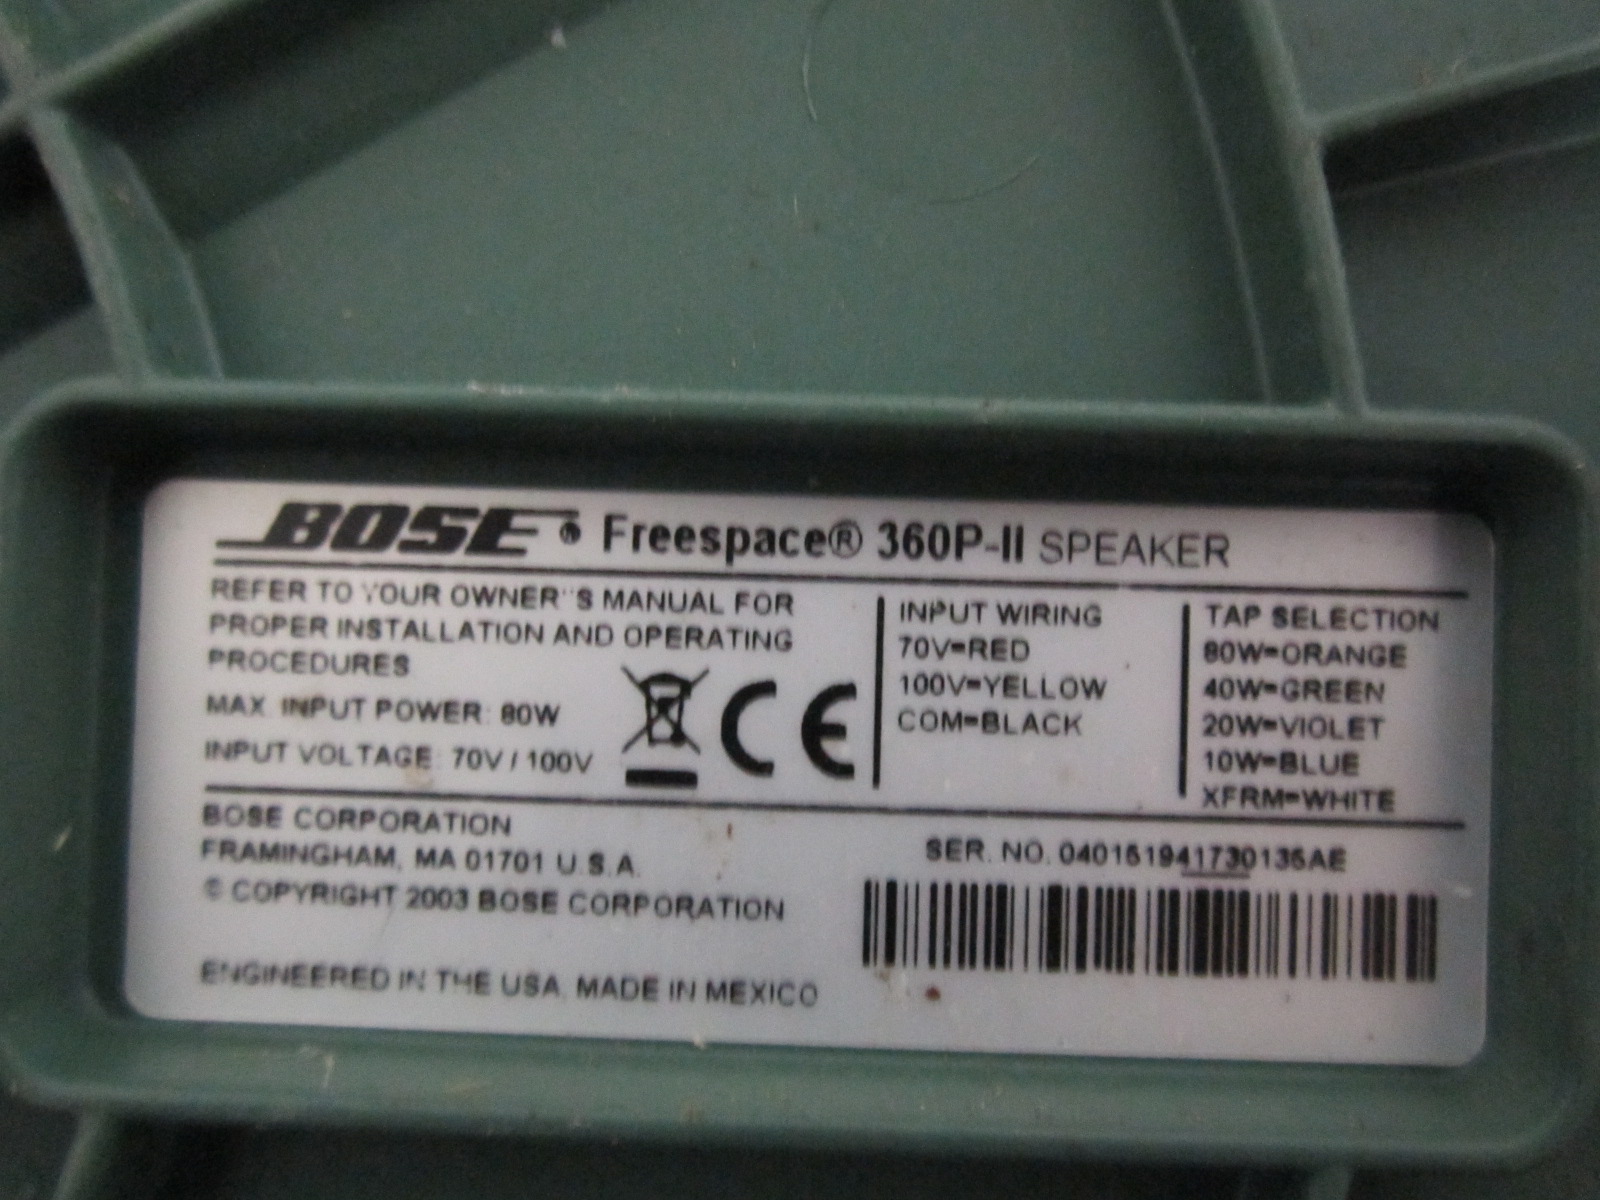 BOSE® Freespace® 360P-II SPEAKER
REFER TO YOUR OWNER''S MANUAL FOR
PROPER INSTALLATION AND OPERATING
PROCEDURES
MAX. INPUT POWER: 80W
INPUT VOLTAGE: 70V / 100V
CE
INPUT WIRING
70V=RED
100V=YELLOW
COM=BLACK
TAP SELECTION
80W=ORANGE
40W=GREEN
20W=VIOLET
10W=BLUE
XFRM=WHITE
BOSE CORPORATION
FRAMINGHAM, MA 01701 U.S.A.
© COPYRIGHT 2003 BOSE CORPORATION
ENGINEERED IN THE USA. MADE IN MEXICO
SER. NO. 040151941730135AE